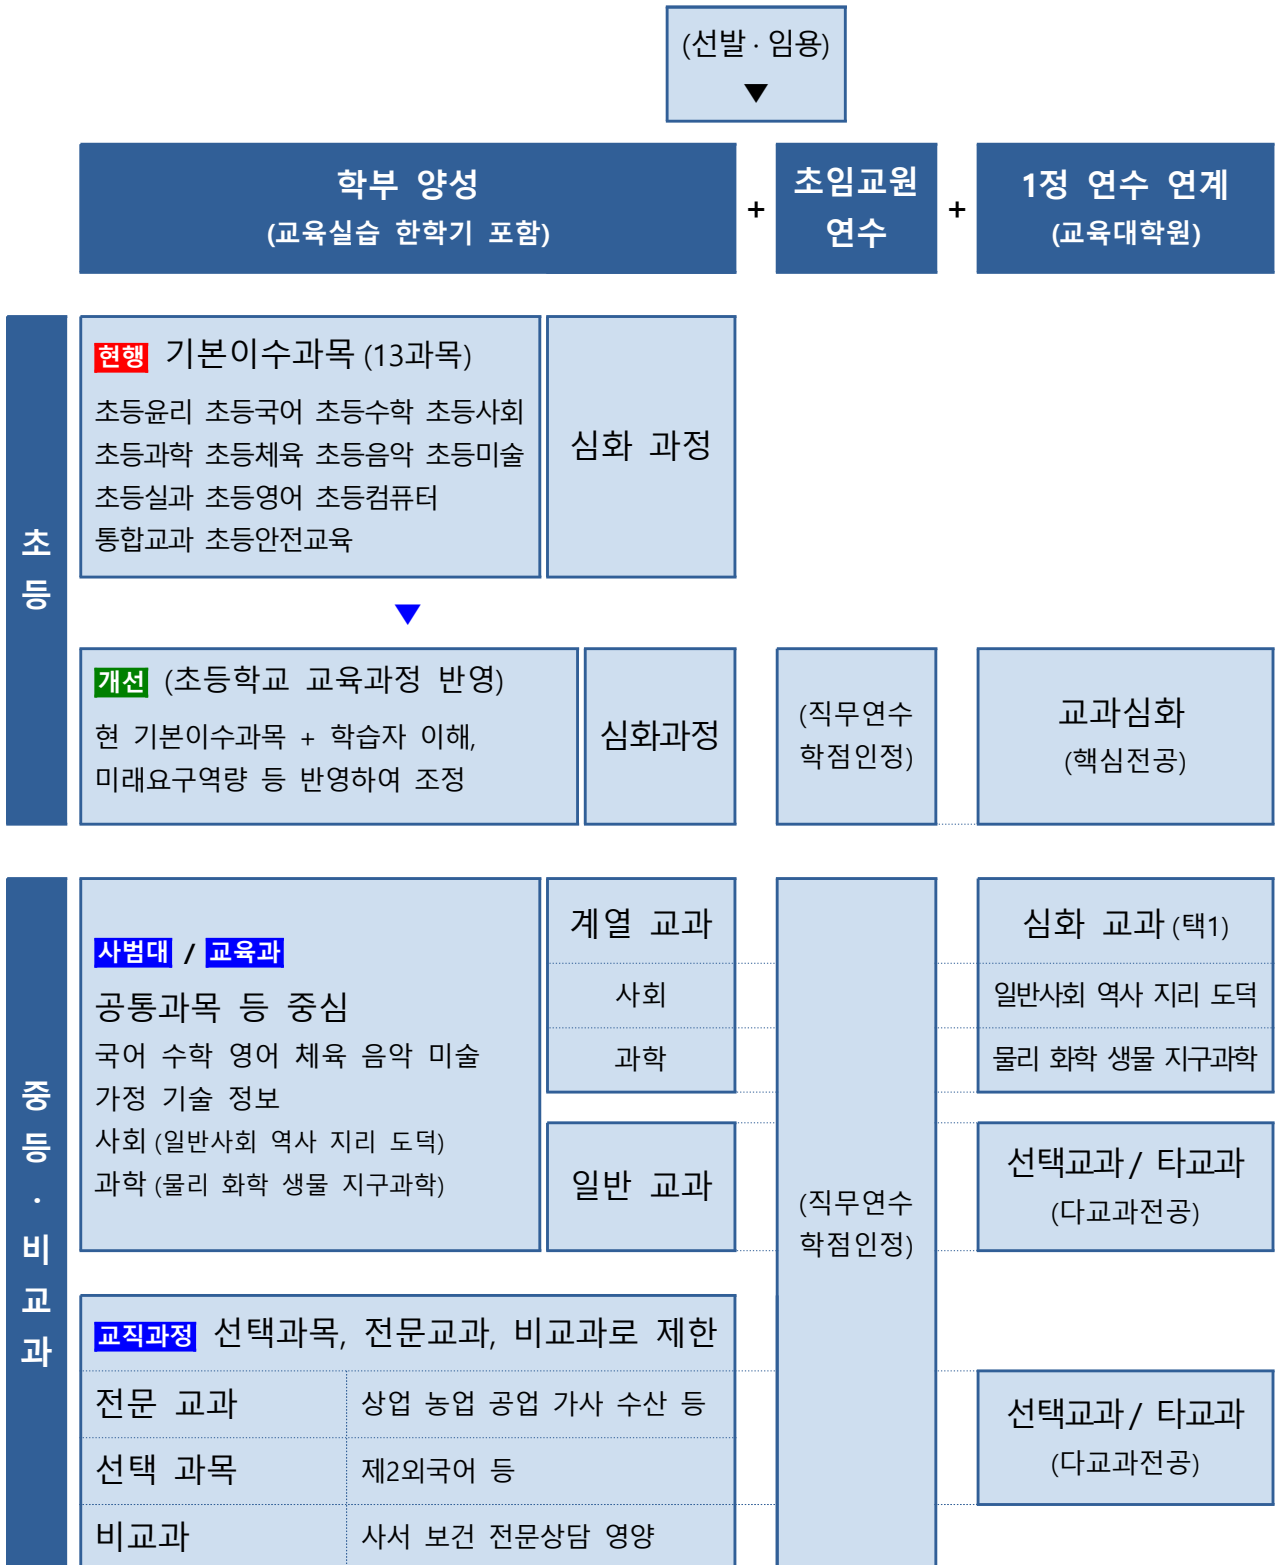 (선발 · 임용)
▼
학부 양성
(교육실습 한학기 포함)
+
초임교원
연수
+
1정 연수 연계
(교육대학원)
초등
현행 기본이수과목 (13과목)
초등윤리 초등국어 초등수학 초등사회
초등과학 초등체육 초등음악 초등미술
초등실과 초등영어 초등컴퓨터
통합교과 초등안전교육
심화 과정
▼
개선 (초등학교 교육과정 반영)
현 기본이수과목 + 학습자 이해,
미래요구역량 등 반영하여 조정
심화과정
(직무연수
학점인정)
교과심화
(핵심전공)
중등·비교과
사범대 / 교육과
공통과목 등 중심
국어 수학 영어 체육 음악 미술
가정 기술 정보
사회 (일반사회 역사 지리 도덕)
과학 (물리 화학 생물 지구과학)
계열 교과
사회
과학
일반 교과
(직무연수
학점인정)
심화 교과 (택1)
일반사회 역사 지리 도덕
물리 화학 생물 지구과학
선택교과 / 타교과
(다교과전공)
교직과정 선택과목, 전문교과, 비교과로 제한
전문 교과
상업 농업 공업 가사 수산 등
선택 과목
제2외국어 등
비교과
사서 보건 전문상담 영양
선택교과 / 타교과
(다교과전공)